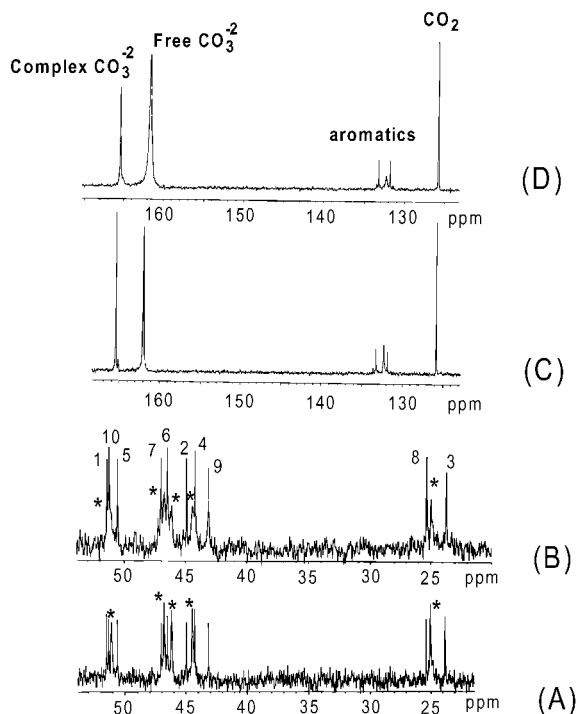 CO2
Free CO3-2
Complex CO3-2
aromatics
(D)
160 150 140 130 ppm
(C)
160 150 140 130 ppm
10 6 4
1 5 7 2 9 8 3
* * * * *
(B)
50 45 40 35 30 25 ppm
* * * * *
(A)
50 45 40 35 30 25 ppm